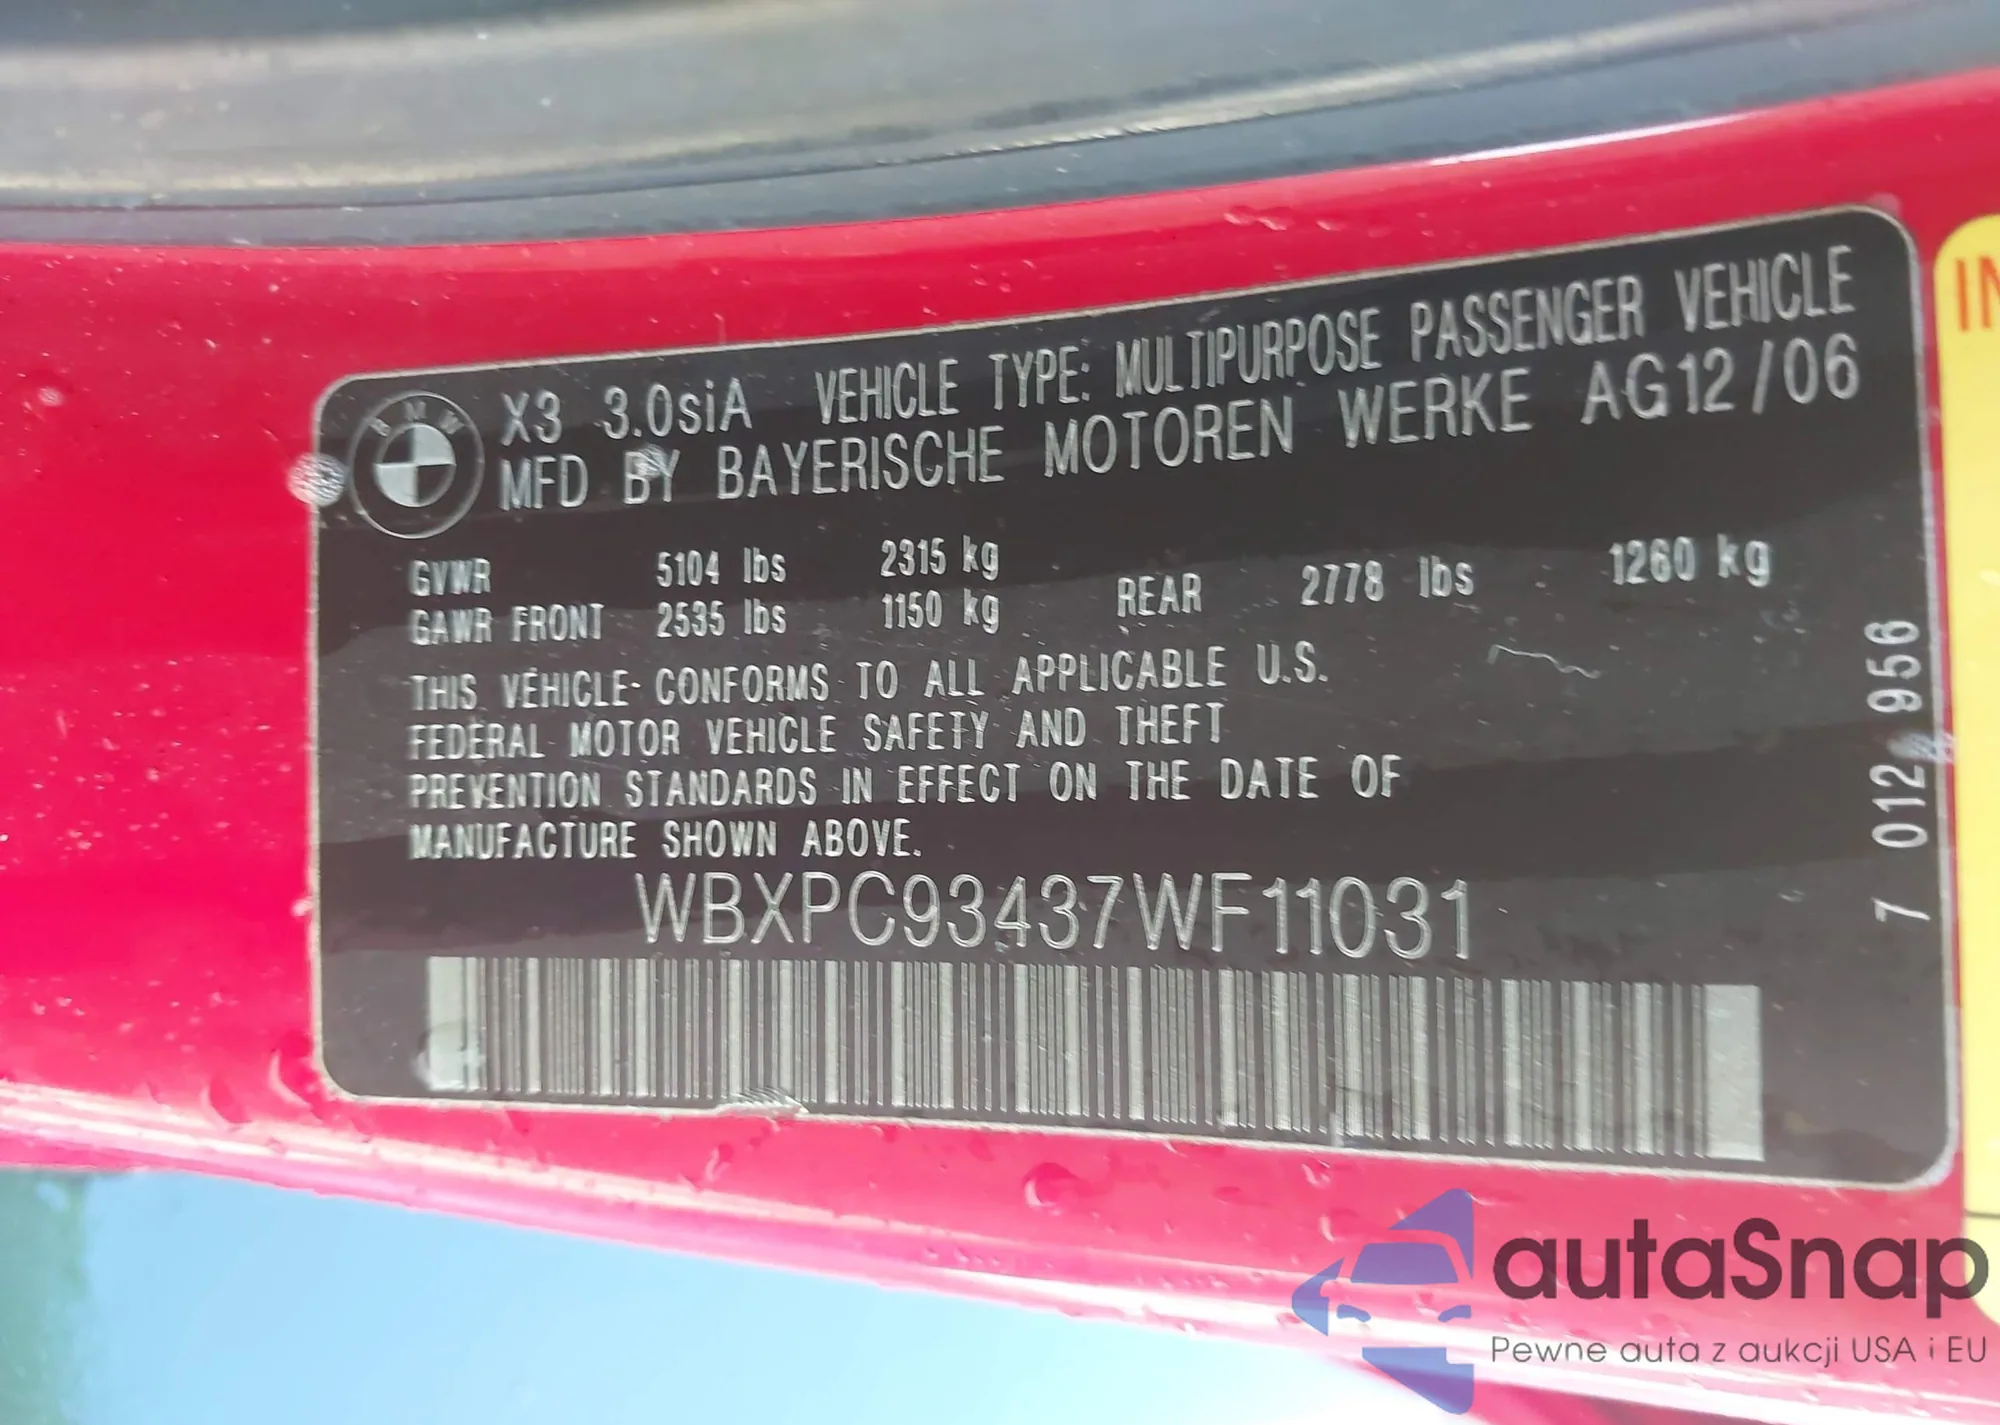 BMW
X3 3.0siA VEHICLE TYPE: MULTIPURPOSE PASSENGER VEHICLE
MFD BY BAYERISCHE MOTOREN WERKE AG12/06
GVWR 5104 lbs 2315 kg
GAWR FRONT 2535 lbs 1150 kg REAR 2778 lbs 1260 kg
THIS VEHICLE CONFORMS TO ALL APPLICABLE U.S.
FEDERAL MOTOR VEHICLE SAFETY AND THEFT
PREVENTION STANDARDS IN EFFECT ON THE DATE OF
MANUFACTURE SHOWN ABOVE.
WBXPC93437WF11031
7 012 956
IN
autaSnap
Pewne auta z aukcji USA i EU